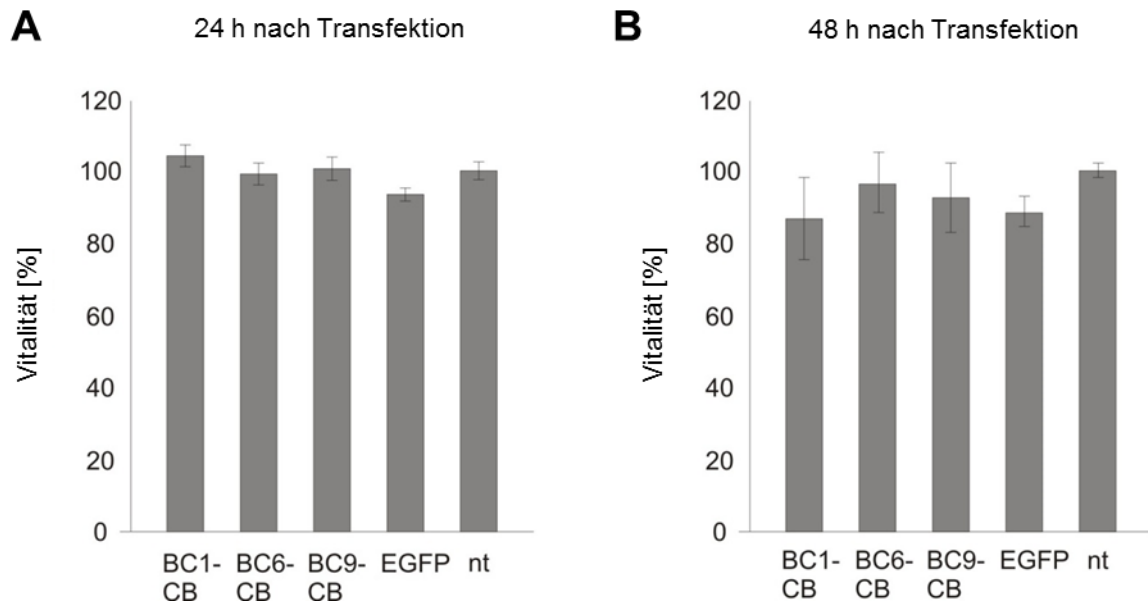 A
24 h nach Transfektion
Vitalität [%]
120
100
80
60
40
20
0
BC1-
CB
BC6-
CB
BC9-
CB
EGFP
nt
B
48 h nach Transfektion
Vitalität [%]
120
100
80
60
40
20
0
BC1-
CB
BC6-
CB
BC9-
CB
EGFP
nt